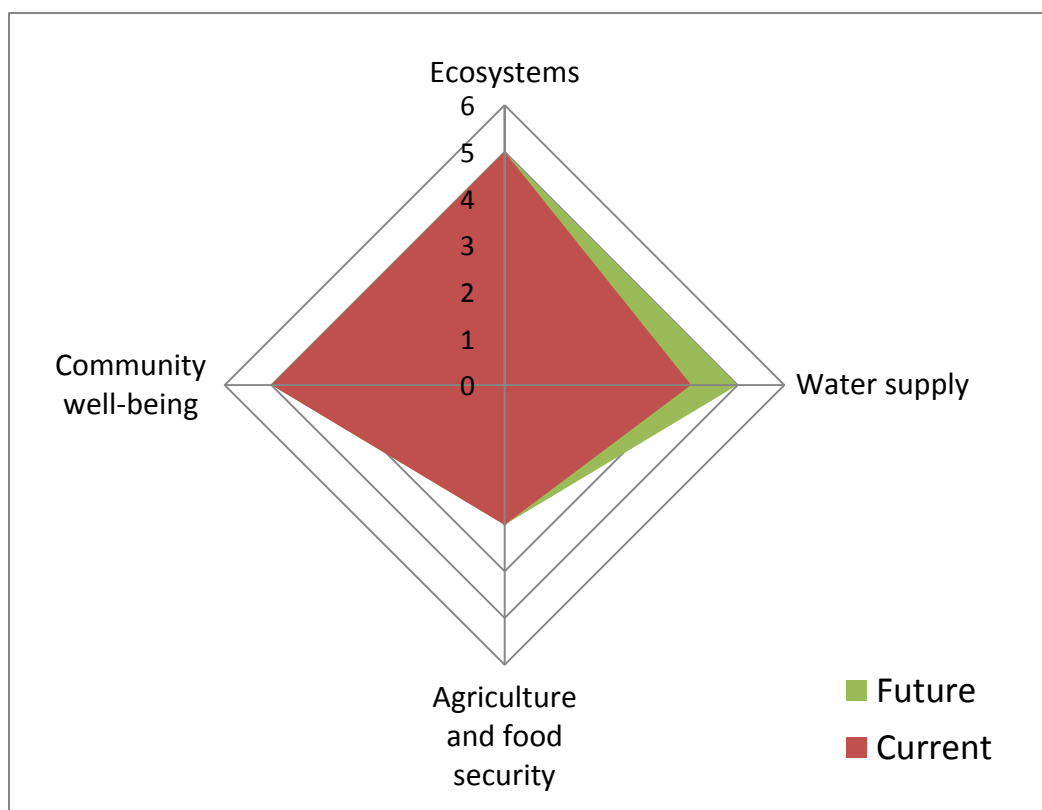 Ecosystems
6
5
4
3
2
1
0
Community
well-being
Water supply
Agriculture
and food
security
Future
Current